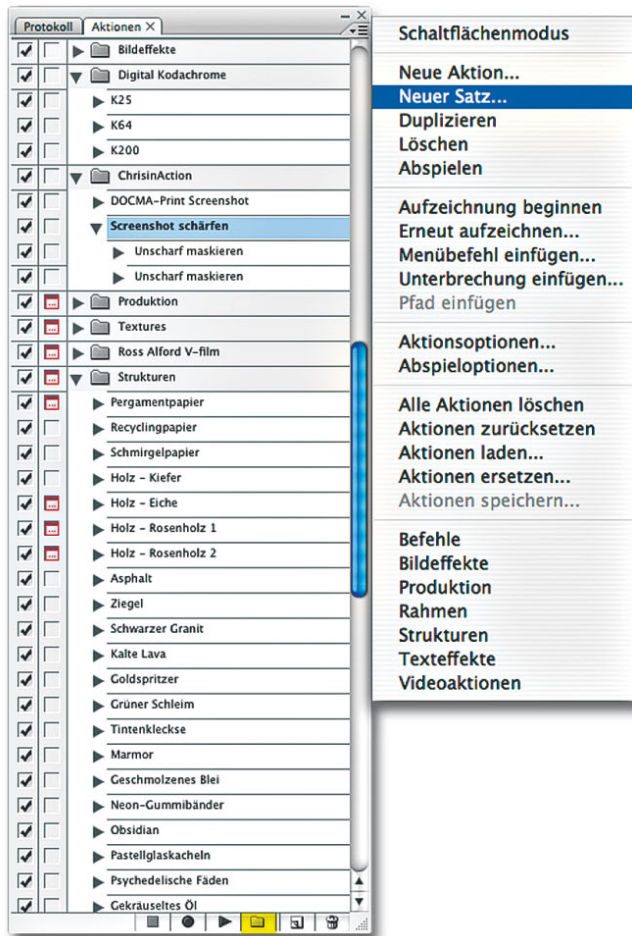 Protokoll
Aktionen
Bildeffekte
Digital Kodachrome
K25
K64
K200
ChrisinAction
DOCMA-Print Screenshot
Screenshot schärfen
Unscharf maskieren
Unscharf maskieren
Produktion
Textures
Ross Alford V-film
Strukturen
Pergamentpapier
Recyclingpapier
Schmirgelpapier
Holz - Kiefer
Holz - Eiche
Holz - Rosenholz 1
Holz - Rosenholz 2
Asphalt
Ziegel
Schwarzer Granit
Kalte Lava
Goldspritzer
Grüner Schleim
Tintenkleckse
Marmor
Geschmolzenes Blei
Neon-Gummibänder
Obsidian
Pastellglaskacheln
Psychedelische Fäden
Gekräuseltes Öl
Schaltflächenmodus
Neue Aktion...
Neuer Satz...
Duplizieren
Löschen
Abspielen
Aufzeichnung beginnen
Erneut aufzeichnen...
Menübefehl einfügen...
Unterbrechung einfügen...
Pfad einfügen
Aktionsoptionen...
Abspieloptionen...
Alle Aktionen löschen
Aktionen zurücksetzen
Aktionen laden...
Aktionen ersetzen...
Aktionen speichern...
Befehle
Bildeffekte
Produktion
Rahmen
Strukturen
Texteffekte
Videoaktionen